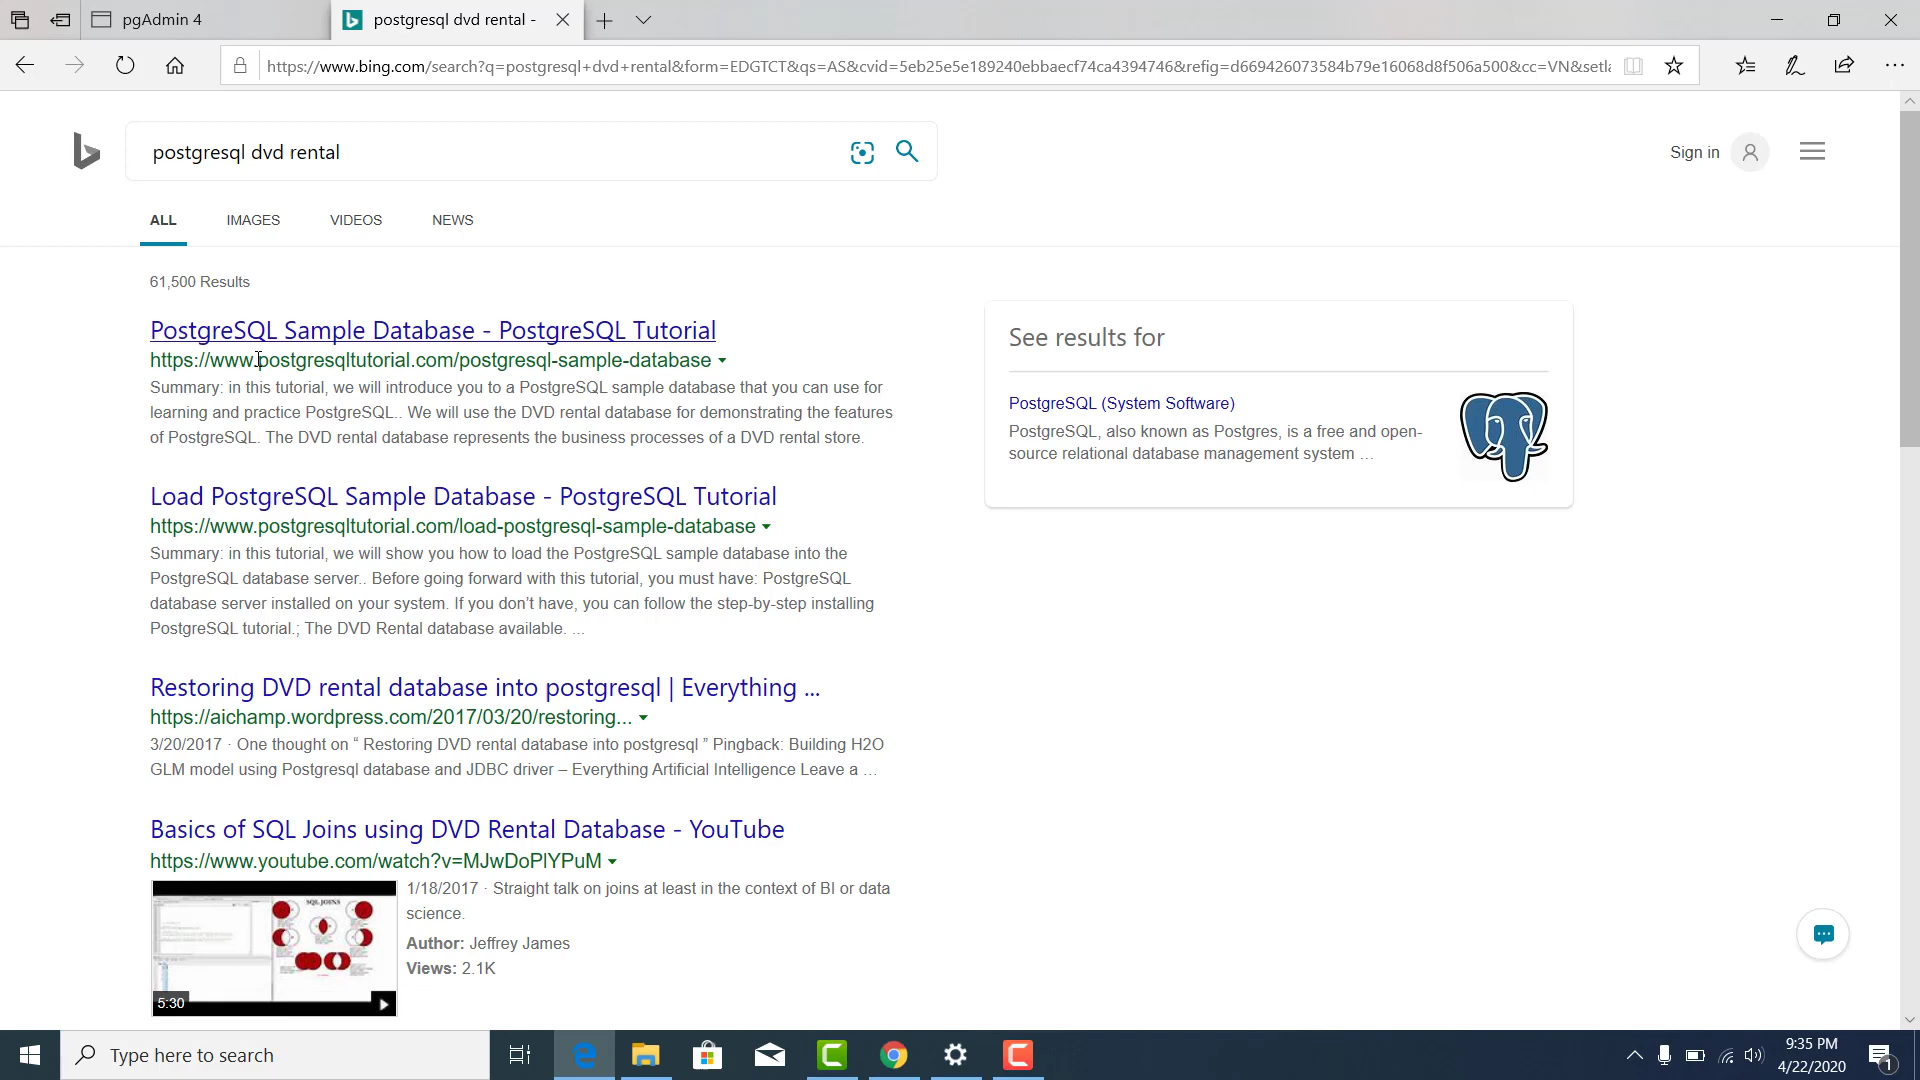 pgAdmin 4
postgresql dvd rental -
https://www.bing.com/search?q=postgresql+dvd+rental&form=EDGTCT&qs=AS&cvid=5eb25e5e189240ebbaecf74ca4394746&refig=d669426073584b79e16068d8f506a500&cc=VN&setla
postgresql dvd rental
Sign in
ALL IMAGES VIDEOS NEWS
61,500 Results
PostgreSQL Sample Database - PostgreSQL Tutorial
https://www.postgresqltutorial.com/postgresql-sample-database
Summary: in this tutorial, we will introduce you to a PostgreSQL sample database that you can use for
learning and practice PostgreSQL.. We will use the DVD rental database for demonstrating the features
of PostgreSQL. The DVD rental database represents the business processes of a DVD rental store.
See results for
PostgreSQL (System Software)
PostgreSQL, also known as Postgres, is a free and open-
source relational database management system ...
Load PostgreSQL Sample Database - PostgreSQL Tutorial
https://www.postgresqltutorial.com/load-postgresql-sample-database
Summary: in this tutorial, we will show you how to load the PostgreSQL sample database into the
PostgreSQL database server.. Before going forward with this tutorial, you must have: PostgreSQL
database server installed on your system. If you don’t have, you can follow the step-by-step installing
PostgreSQL tutorial.; The DVD Rental database available. ...
Restoring DVD rental database into postgresql | Everything ...
https://aichamp.wordpress.com/2017/03/20/restoring...
3/20/2017 · One thought on “ Restoring DVD rental database into postgresql ” Pingback: Building H2O
GLM model using Postgresql database and JDBC driver – Everything Artificial Intelligence Leave a ...
Basics of SQL Joins using DVD Rental Database - YouTube
https://www.youtube.com/watch?v=MJwDoPlYPuM
1/18/2017 · Straight talk on joins at least in the context of BI or data
science.
Author: Jeffrey James
Views: 2.1K
SQL JOINS
5:30
Type here to search
9:35 PM
4/22/2020
1